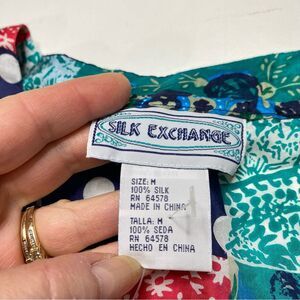 SILK EXCHANGE
SIZE: M
100% SILK
RN 64578
MADE IN CHINA
TALLA: M
100% SEDA
RN 64578
HECHO EN CHINA